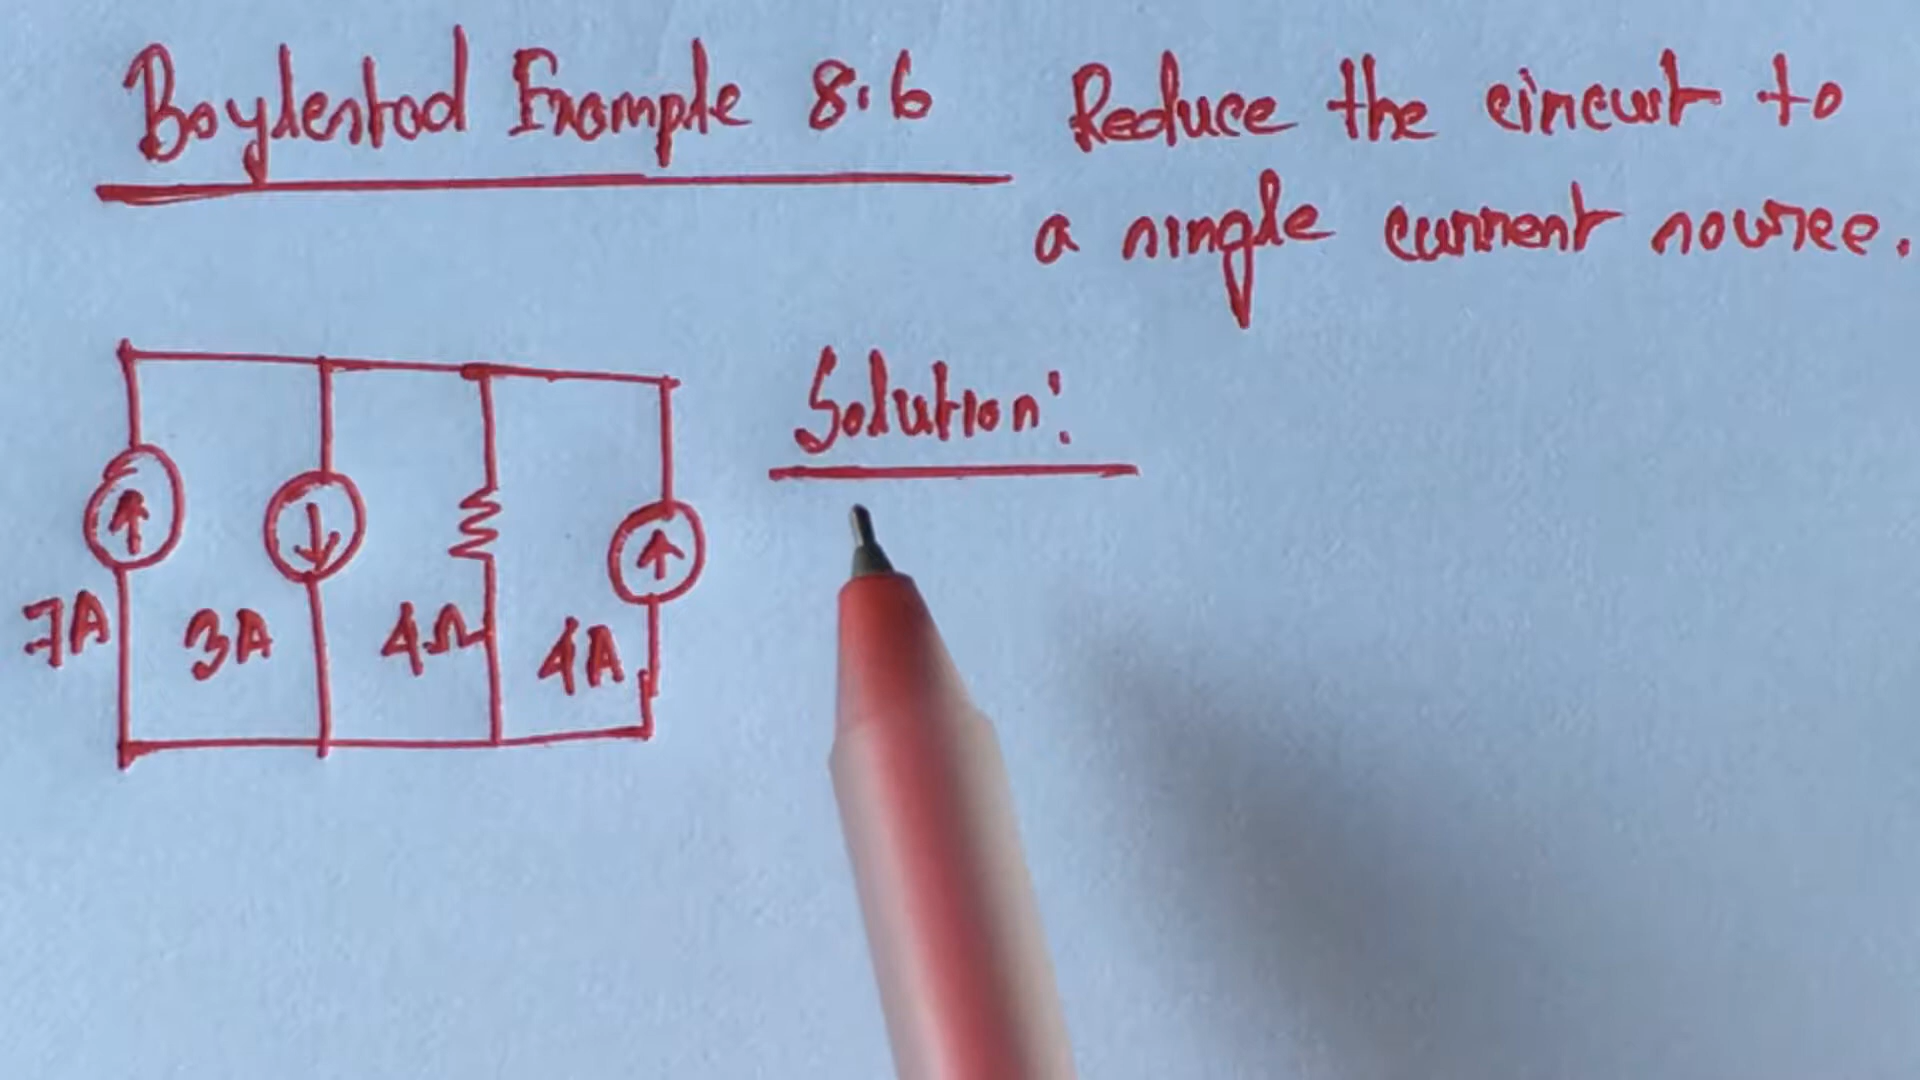 Boylestad Example 8.6
Reduce the circuit to
a single current source.
Solution:
7A
3A
4Ω
4A